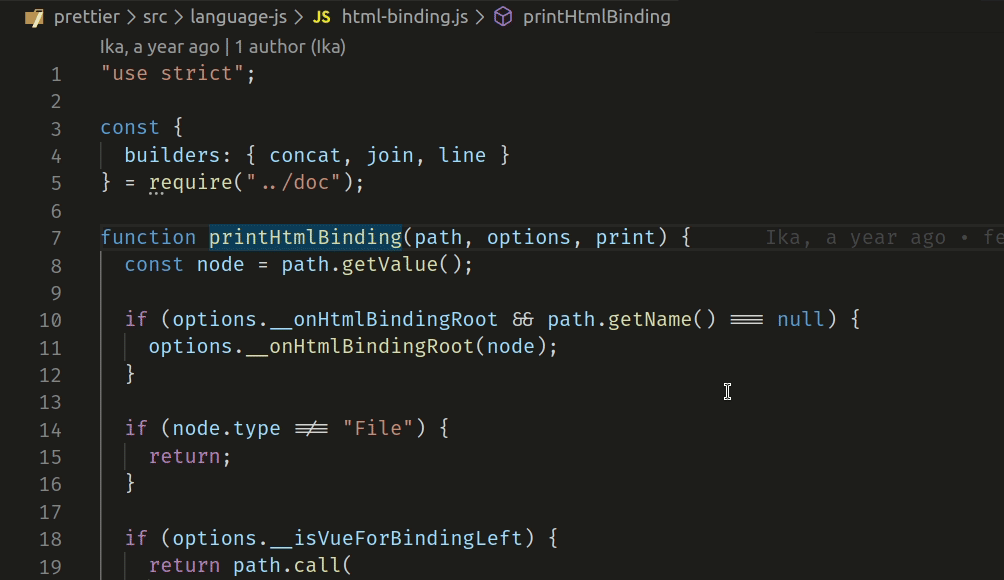 prettier > src > language-js > JS html-binding.js > printHtmlBinding
Ika, a year ago | 1 author (Ika)
1 "use strict";
2
3 const {
4 builders: { concat, join, line }
5 } = require("../doc");
6
7 function printHtmlBinding(path, options, print) { Ika, a year ago • fe
8 const node = path.getValue();
9
10 if (options.__onHtmlBindingRoot && path.getName() === null) {
11 options.__onHtmlBindingRoot(node);
12 }
13
14 if (node.type !== "File") {
15 return;
16 }
17
18 if (options.__isVueForBindingLeft) {
19 return path.call(